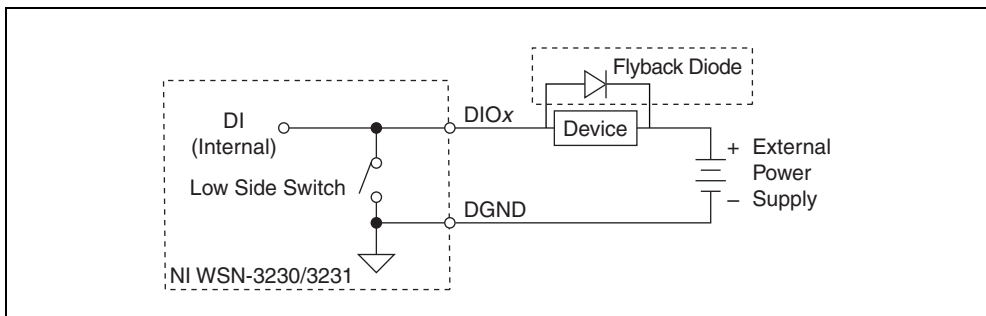 Flyback Diode
DIOx
DI
(Internal)
Device
+ External
Power
– Supply
Low Side Switch
DGND
NI WSN-3230/3231